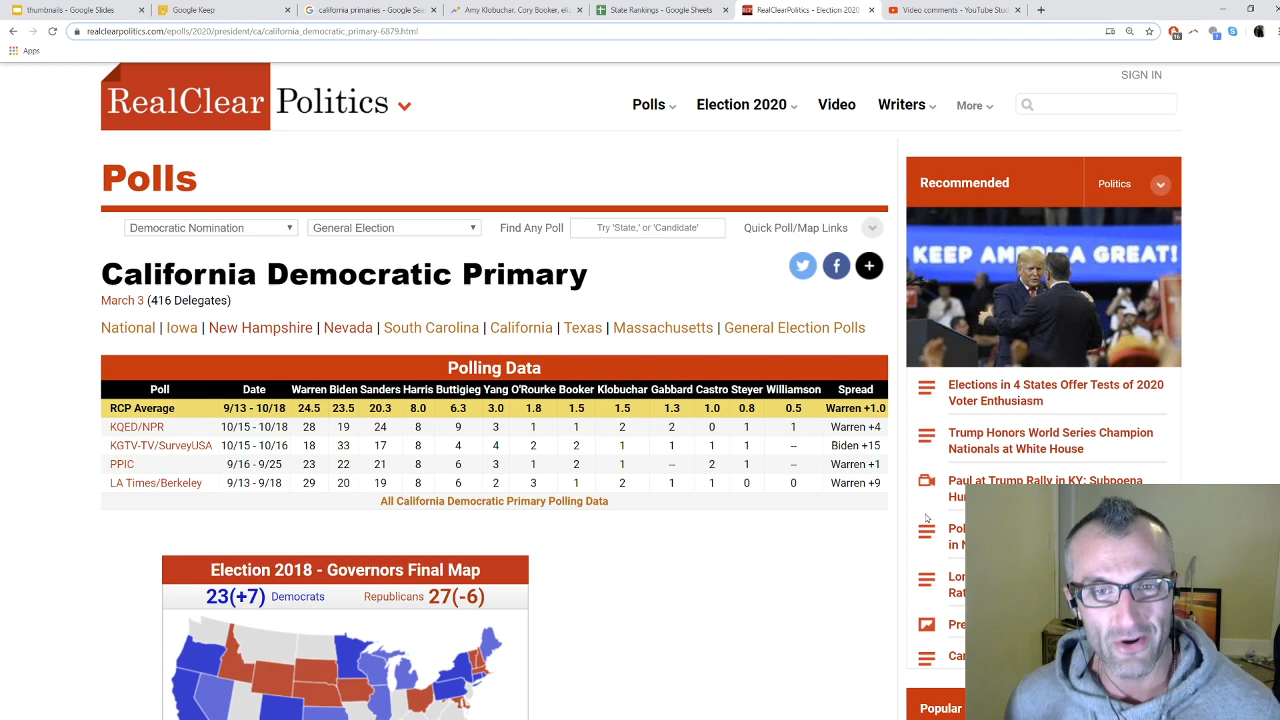 thumbnails - Google Slides
Google Keep
california primaries - Google Sea
Amy Klobuchar, Cory Booker, eli
State Rankings - Google Sheets
RealClearPolitics - Election 2020
Video comments - YouTube Stud
realclearpolitics.com/epolls/2020/president/ca/california_democratic_primary-6879.html
Apps
SIGN IN
RealClear Politics
Polls Election 2020 Video Writers More
Polls
Democratic Nomination General Election Find Any Poll Try 'State,' or 'Candidate' Quick Poll/Map Links
California Democratic Primary
March 3 (416 Delegates)
National | Iowa | New Hampshire | Nevada | South Carolina | California | Texas | Massachusetts | General Election Polls
Polling Data
Poll Date Warren Biden Sanders Harris Buttigieg Yang O'Rourke Booker Klobuchar Gabbard Castro Steyer Williamson Spread
RCP Average 9/13 - 10/18 24.5 23.5 20.3 8.0 6.3 3.0 1.8 1.5 1.5 1.3 1.0 0.8 0.5 Warren +1.0
KQED/NPR 10/15 - 10/18 28 19 24 8 9 3 1 1 2 2 0 1 1 Warren +4
KGTV-TV/SurveyUSA 10/15 - 10/16 18 33 17 8 4 4 2 2 1 1 1 1 -- Biden +15
PPIC 9/16 - 9/25 23 22 21 8 6 3 1 2 1 -- 2 1 -- Warren +1
LA Times/Berkeley 9/13 - 9/18 29 20 19 8 6 2 3 1 2 1 1 0 0 Warren +9
All California Democratic Primary Polling Data
Election 2018 - Governors Final Map
23(+7) Democrats Republicans 27(-6)
Recommended Politics
KEEP AMERICA GREAT!
Elections in 4 States Offer Tests of 2020
Voter Enthusiasm
Trump Honors World Series Champion
Nationals at White House
Paul at Trump Rally in KY: Subpoena
Popular